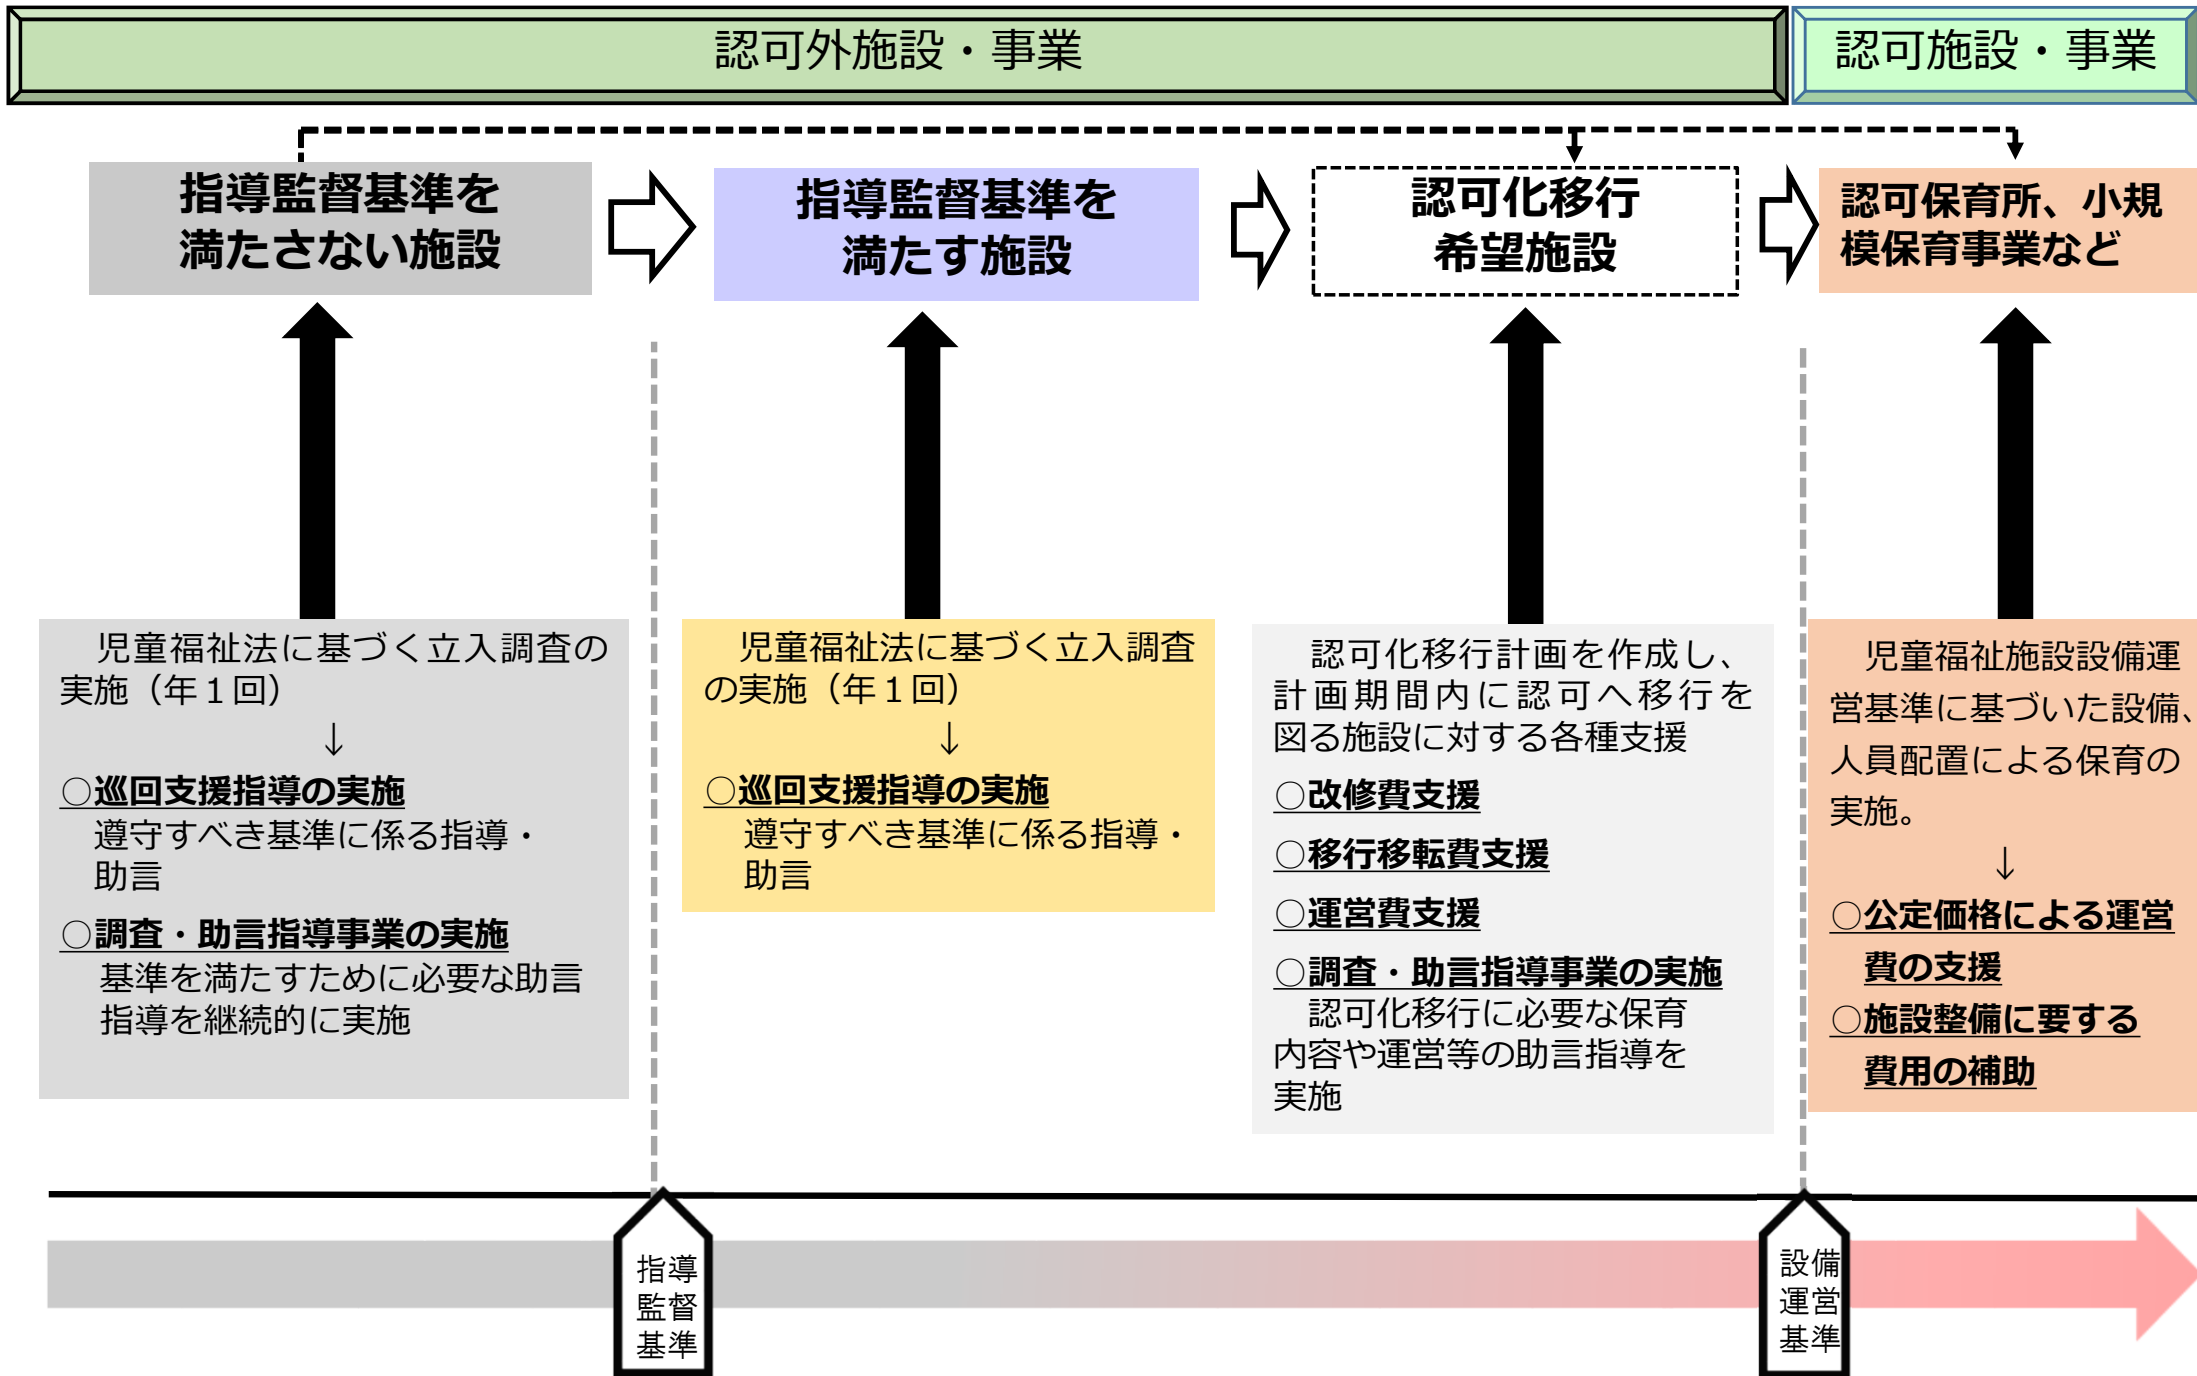 認可外施設・事業
認可施設・事業
指導監督基準を
満たさない施設
指導監督基準を
満たす施設
認可化移行
希望施設
認可保育所、小規
模保育事業など
児童福祉法に基づく立入調査の
実施（年１回）
↓
○巡回支援指導の実施
遵守すべき基準に係る指導・
助言
○調査・助言指導事業の実施
基準を満たすために必要な助言
指導を継続的に実施
児童福祉法に基づく立入調査
の実施（年１回）
↓
○巡回支援指導の実施
遵守すべき基準に係る指導・
助言
認可化移行計画を作成し、
計画期間内に認可へ移行を
図る施設に対する各種支援
○改修費支援
○移行移転費支援
○運営費支援
○調査・助言指導事業の実施
認可化移行に必要な保育
内容や運営等の助言指導を
実施
児童福祉施設設備運
営基準に基づいた設備、
人員配置による保育の
実施。
↓
○公定価格による運営
費の支援
○施設整備に要する
費用の補助
指導
監督
基準
設備
運営
基準